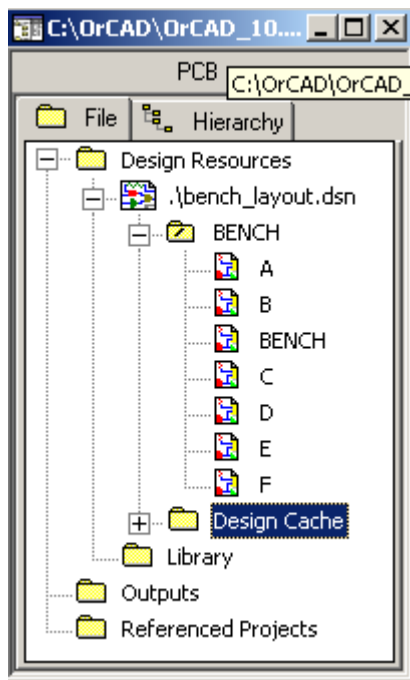 C:\OrCAD\OrCAD_10....
PCB
C:\OrCAD\OrCAD_
File
Hierarchy
Design Resources
.\bench_layout.dsn
BENCH
A
B
BENCH
C
D
E
F
Design Cache
Library
Outputs
Referenced Projects